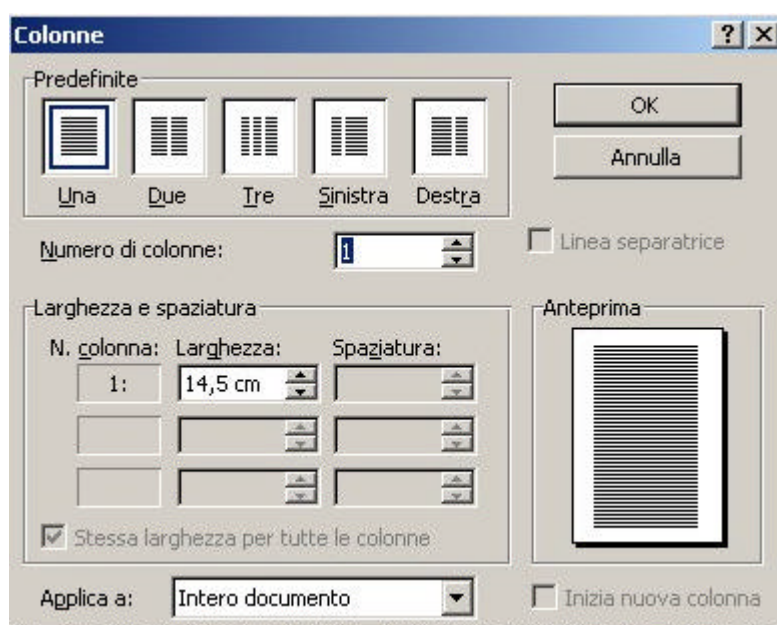 Colonne
Predefinite
Una Due Tre Sinistra Destra
OK
Annulla
Numero di colonne: 1
Linea separatrice
Larghezza e spaziatura
N. colonna: Larghezza: Spaziatura:
1: 14,5 cm
Stessa larghezza per tutte le colonne
Anteprima
Applica a: Intero documento
Inizia nuova colonna